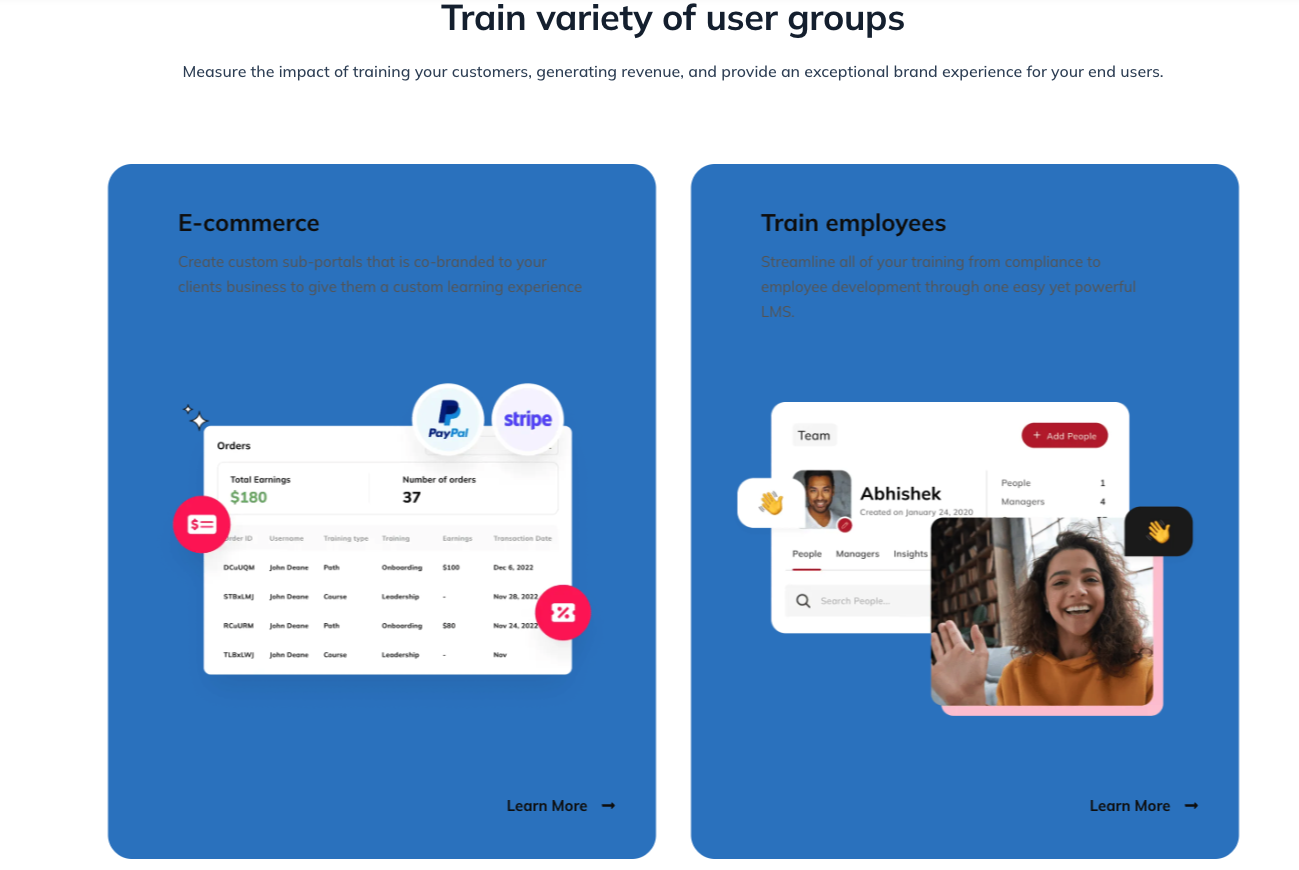 Train variety of user groups
Measure the impact of training your customers, generating revenue, and provide an exceptional brand experience for your end users.
E-commerce
Create custom sub-portals that is co-branded to your
clients business to give them a custom learning experience
PayPal
stripe
Orders
Total Earnings
Number of orders
$180
37
rder ID Username Training type Training Earnings Transaction Date
DCuUQM John Deane Path Onboarding $100 Dec 6, 2022
STBxLMJ John Deane Course Leadership - Nov 28, 2022
RCuURM John Deane Path Onboarding $80 Nov 24, 2022
TLBxLWJ John Deane Course Leadership - Nov
Learn More
Train employees
Streamline all of your training from compliance to
employee development through one easy yet powerful
LMS.
Team
+ Add People
Abhishek
Created on January 24, 2020
People 1
Managers 4
People Managers Insights
Search People...
Learn More